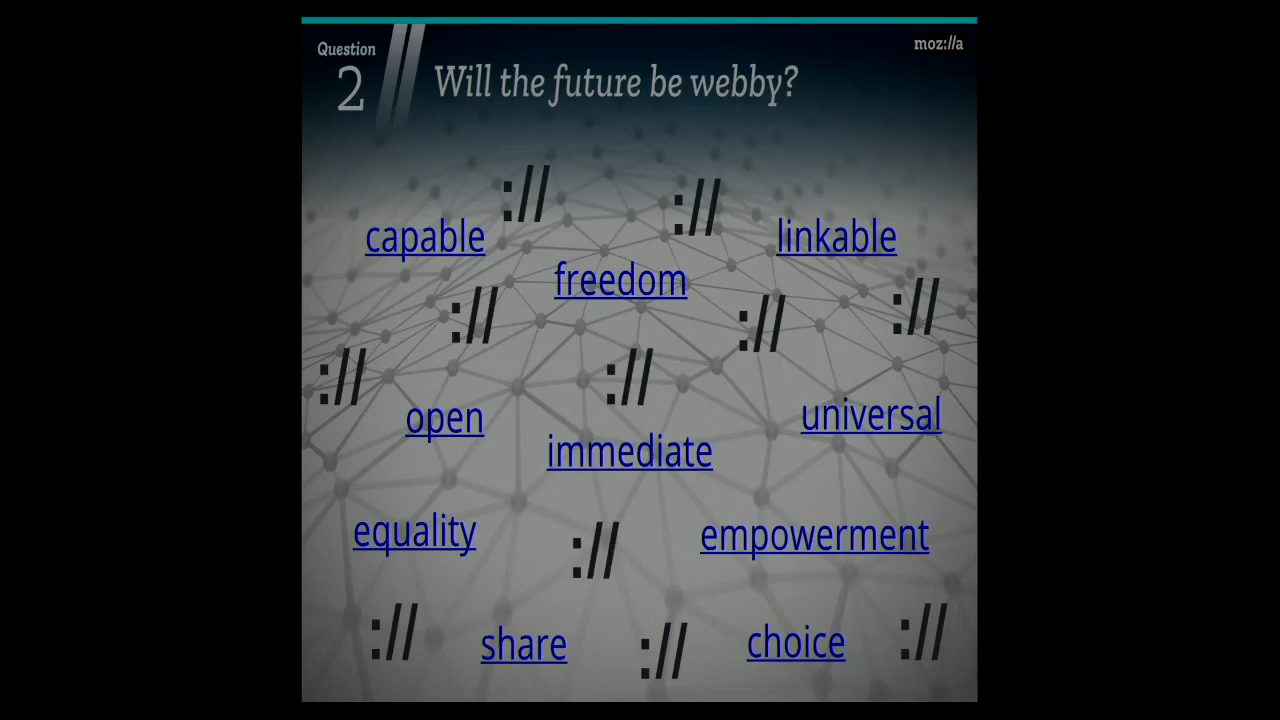 Question
2
Will the future be webby?
moz://a
://
://
capable
linkable
freedom
://
://
://
://
://
open
universal
immediate
equality
://
empowerment
://
share
://
choice
://